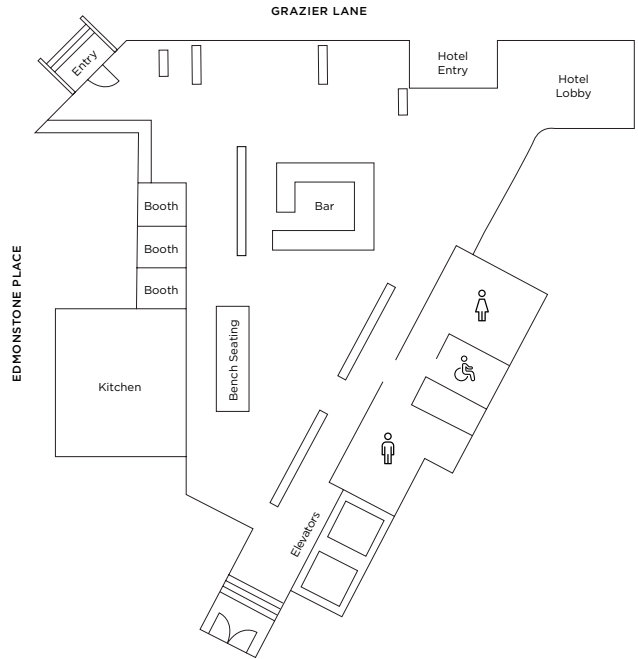 GRAZIER LANE
Entry
Hotel
Entry
Hotel
Lobby
Booth
Bar
Booth
Booth
EDMONSTONE PLACE
Bench Seating
Kitchen
Elevators